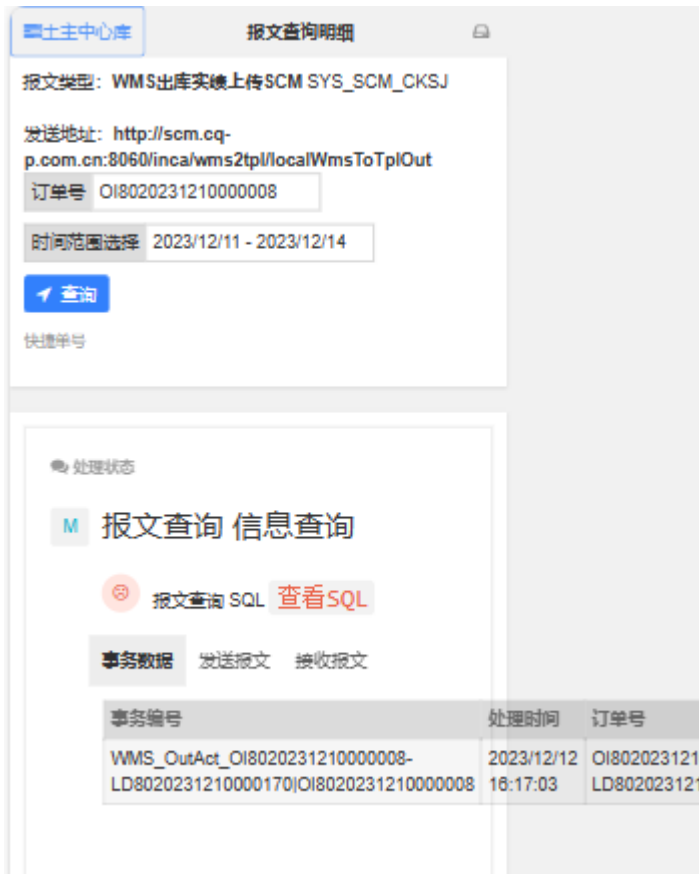 土主中心库
报文查询明细
报文类型：WMS出库实绩上传SCM SYS_SCM_CKSJ
发送地址：http://scm.cq-
p.com.cn:8060/inca/wms2tpl/localWmsToTplOut
订单号 OI8020231210000008
时间范围选择 2023/12/11 - 2023/12/14
查询
快捷单号
处理状态
M 报文查询 信息查询
报文查询 SQL 查看SQL
事务数据 发送报文 接收报文
事务编号 处理时间 订单号
WMS_OutAct_OI8020231210000008- 2023/12/12 OI802023121
LD8020231210000170|OI8020231210000008 16:17:03 LD802023121